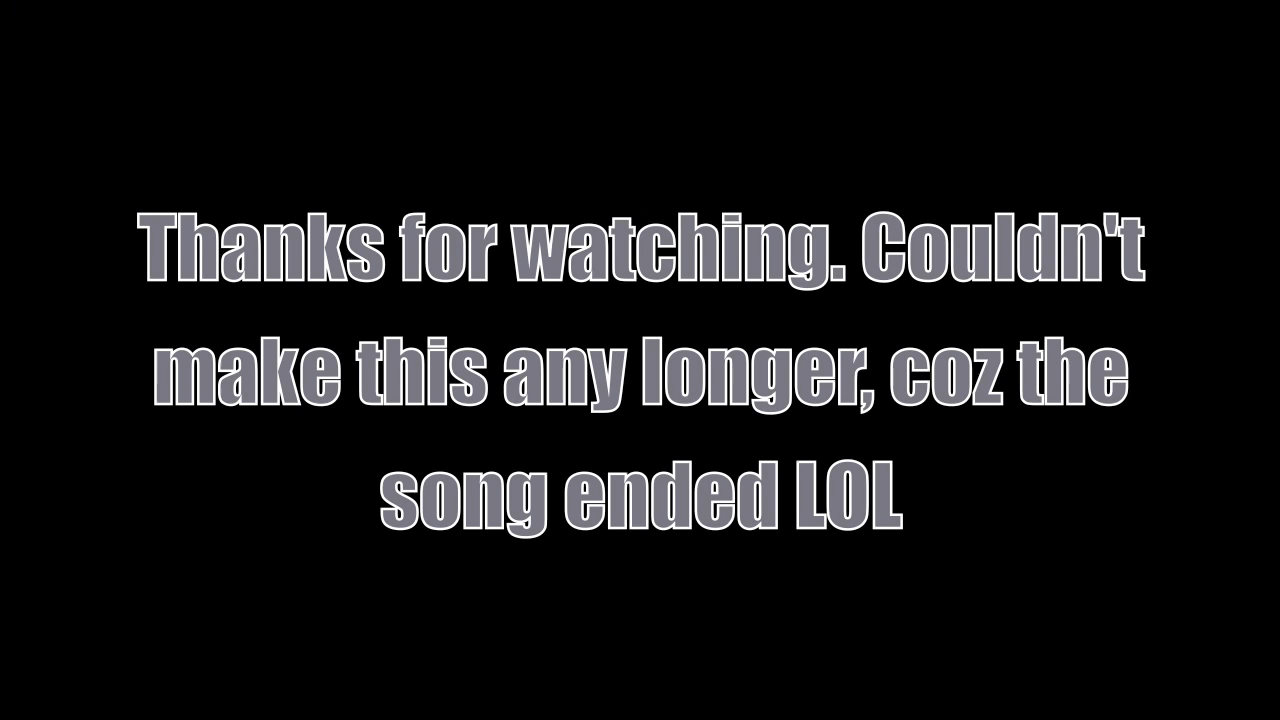 Thanks for watching. Couldn't
make this any longer, coz the
song ended LOL